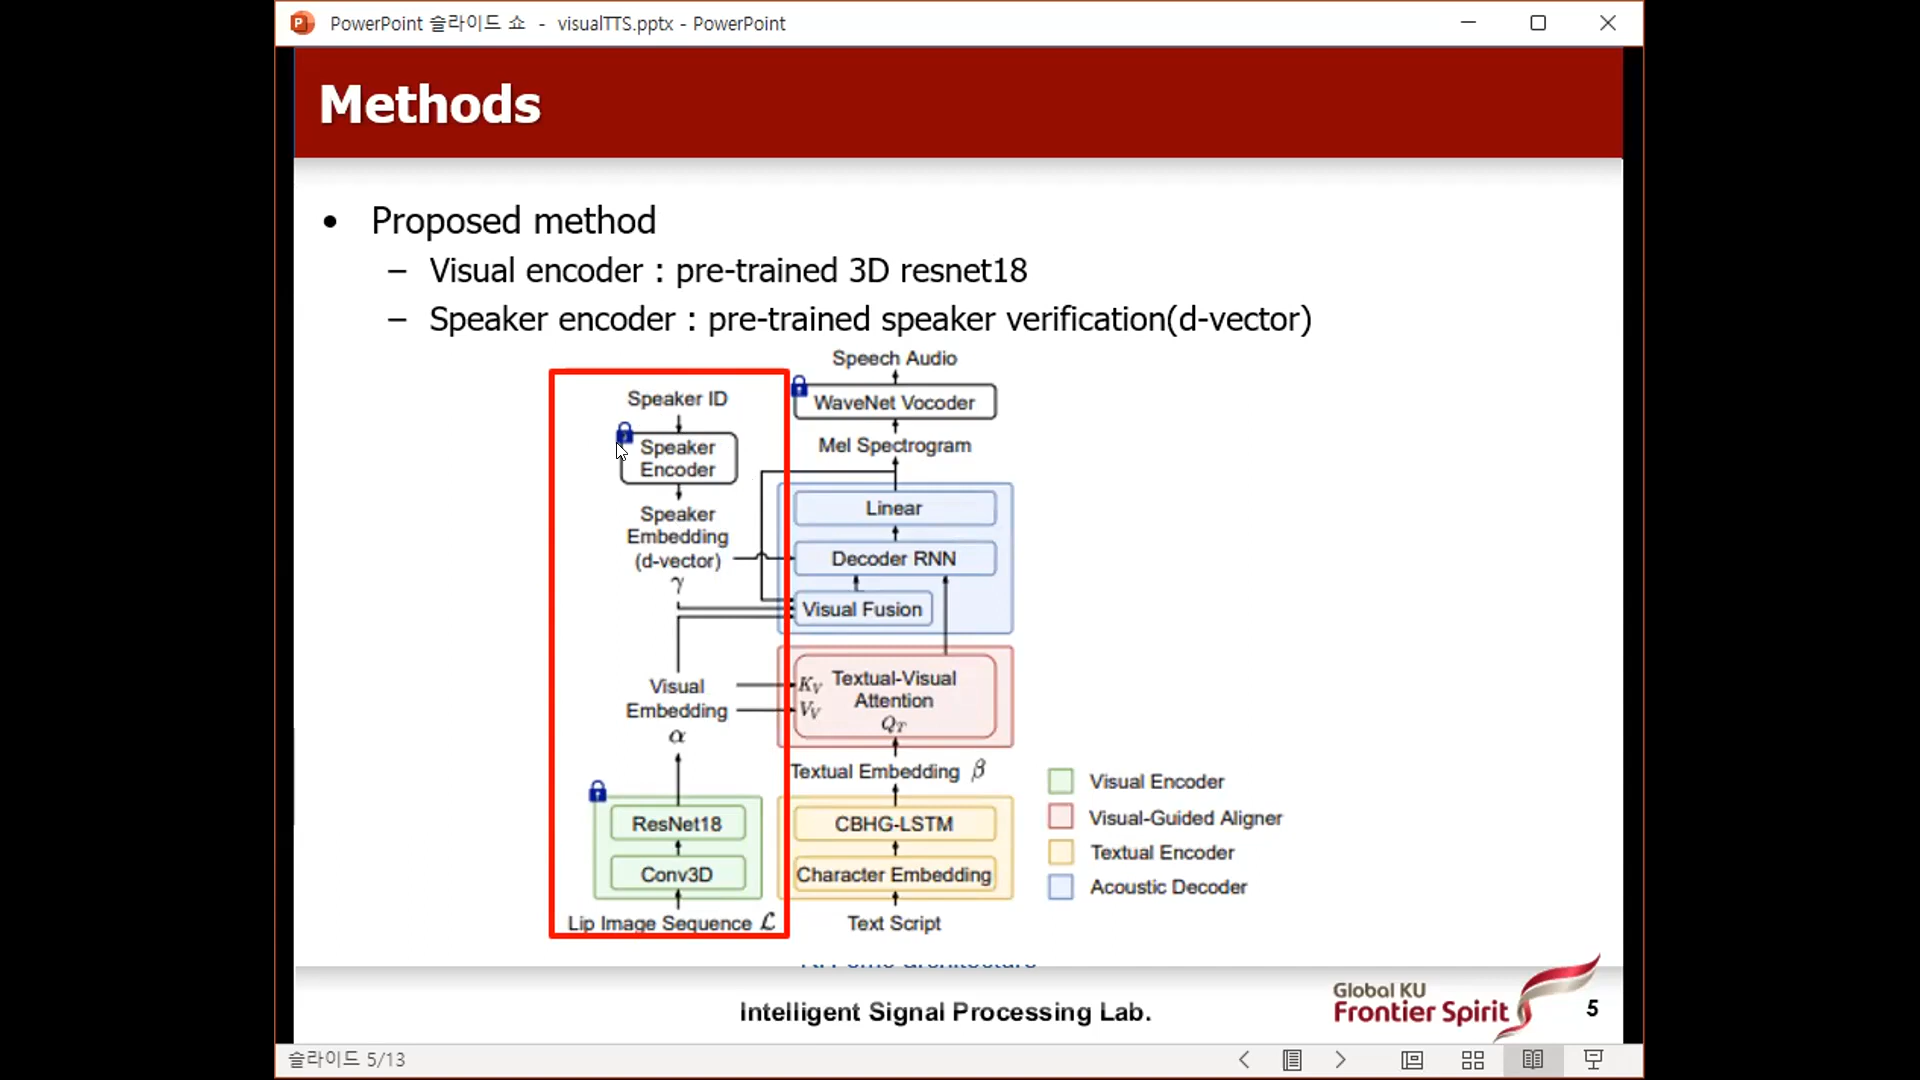 PowerPoint 슬라이드 쇼 - visualTTS.pptx - PowerPoint
Methods
• Proposed method
– Visual encoder : pre-trained 3D resnet18
– Speaker encoder : pre-trained speaker verification(d-vector)
Speech Audio
WaveNet Vocoder
Mel Spectrogram
Linear
Decoder RNN
Visual Fusion
Speaker ID
Speaker
Encoder
Speaker
Embedding
(d-vector)
γ
Visual
Embedding
α
K_V
V_V
Textual-Visual
Attention
Q_T
Textual Embedding β
ResNet18
Conv3D
Lip Image Sequence ℒ
CBHG-LSTM
Character Embedding
Text Script
Visual Encoder
Visual-Guided Aligner
Textual Encoder
Acoustic Decoder
Intelligent Signal Processing Lab.
Global KU
Frontier Spirit
5
슬라이드 5/13